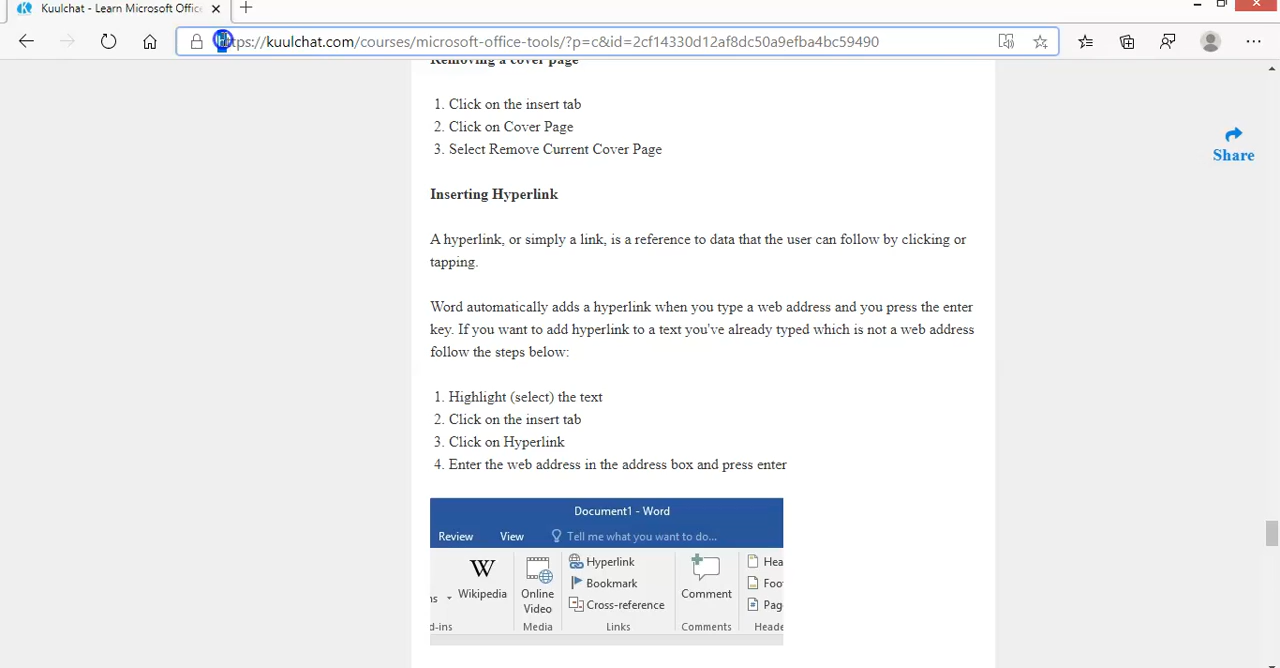 Kuulchat - Learn Microsoft Offic
https://kuulchat.com/courses/microsoft-office-tools/?p=c&id=2cf14330d12af8dc50a9efba4bc59490
Removing a cover page
1. Click on the insert tab
2. Click on Cover Page
3. Select Remove Current Cover Page
Share
Inserting Hyperlink
A hyperlink, or simply a link, is a reference to data that the user can follow by clicking or
tapping.
Word automatically adds a hyperlink when you type a web address and you press the enter
key. If you want to add hyperlink to a text you've already typed which is not a web address
follow the steps below:
1. Highlight (select) the text
2. Click on the insert tab
3. Click on Hyperlink
4. Enter the web address in the address box and press enter
Document1 - Word
Review View Tell me what you want to do...
W Hyperlink Hea
Bookmark Foo
ns Wikipedia Online Video Cross-reference Comment Pag
d-ins Media Links Comments Heade